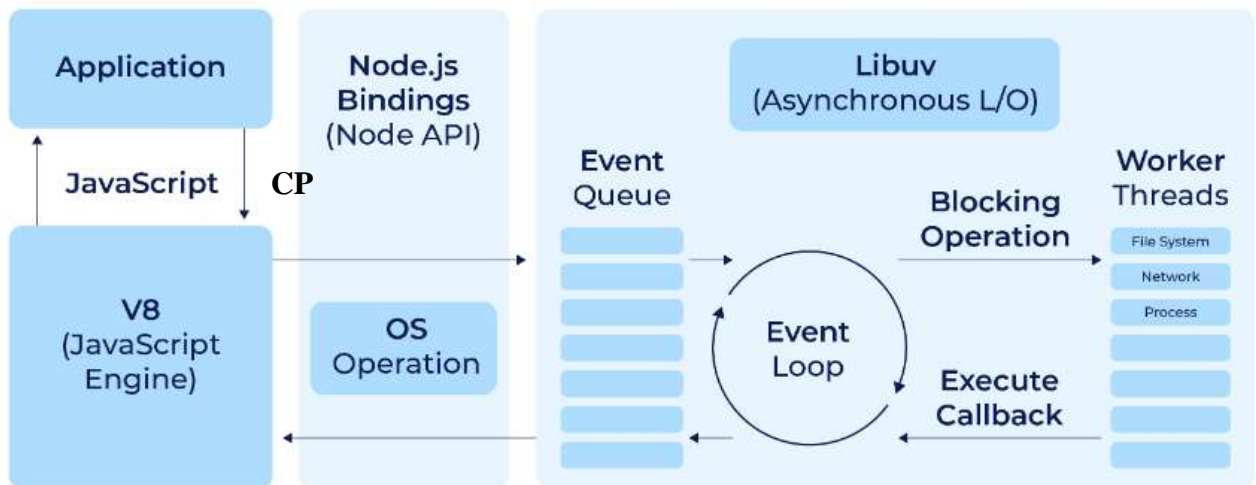 Application
JavaScript
CP
V8
(JavaScript
Engine)
Node.js
Bindings
(Node API)
OS
Operation
Libuv
(Asynchronous L/O)
Event
Queue
Event
Loop
Blocking
Operation
Execute
Callback
Worker
Threads
File System
Network
Process